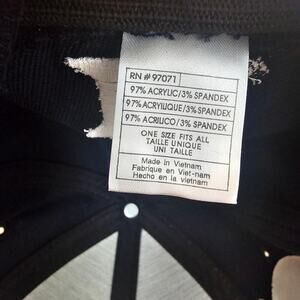 RN # 97071
97% ACRYLIC/3% SPANDEX
97% ACRYLIQUE/3% SPANDEX
97% ACRILICO/3% SPANDEX
ONE SIZE FITS ALL
TAILLE UNIQUE
UNI TAILLE
Made in Vietnam
Fabrique en Viet-nam
Hecho en la vietnam